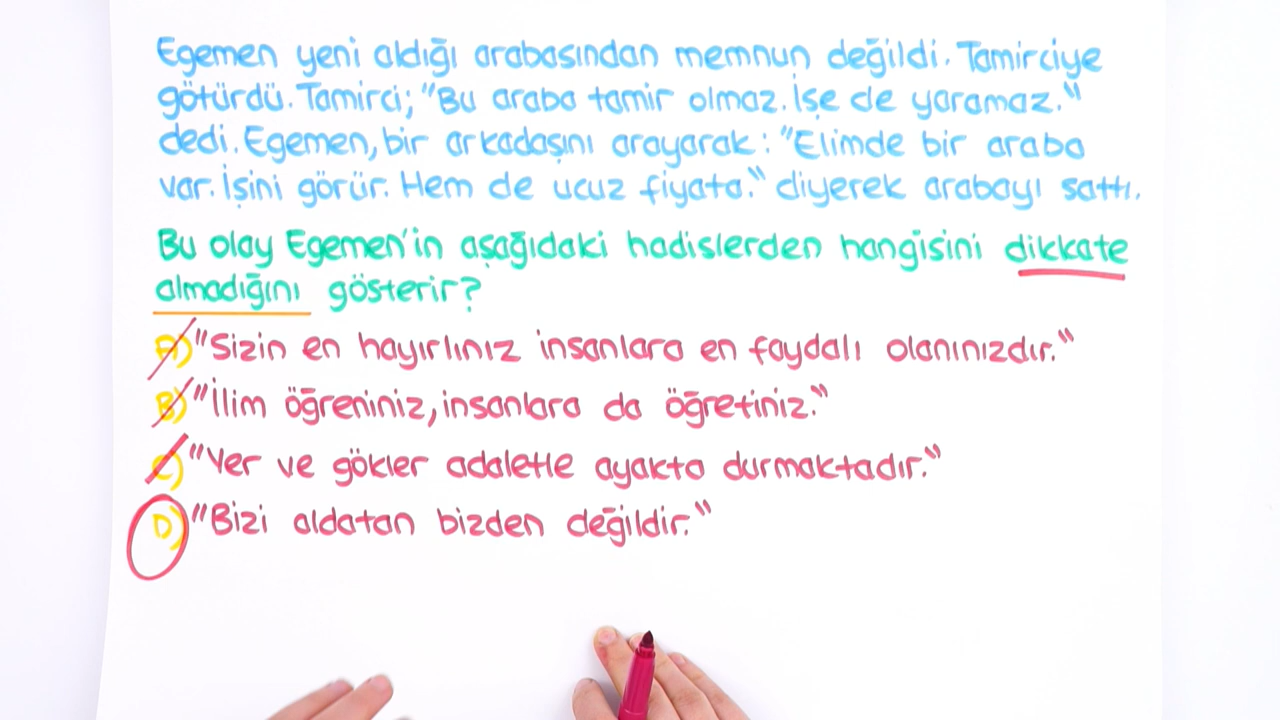 Egemen yeni aldığı arabasından memnun değildi. Tamirciye
götürdü. Tamirci; "Bu araba tamir olmaz. İşe de yaramaz."
dedi. Egemen, bir arkadaşını arayarak: "Elimde bir araba
var. İşini görür. Hem de ucuz fiyata." diyerek arabayı sattı.
Bu olay Egemen'in aşağıdaki hadislerden hangisini dikkate
almadığını gösterir?
A) "Sizin en hayırlınız insanlara en faydalı olanınızdır."
B) "İlim öğreniniz, insanlara da öğretiniz."
C) "Yer ve gökler adaletle ayakta durmaktadır."
D) "Bizi aldatan bizden değildir."